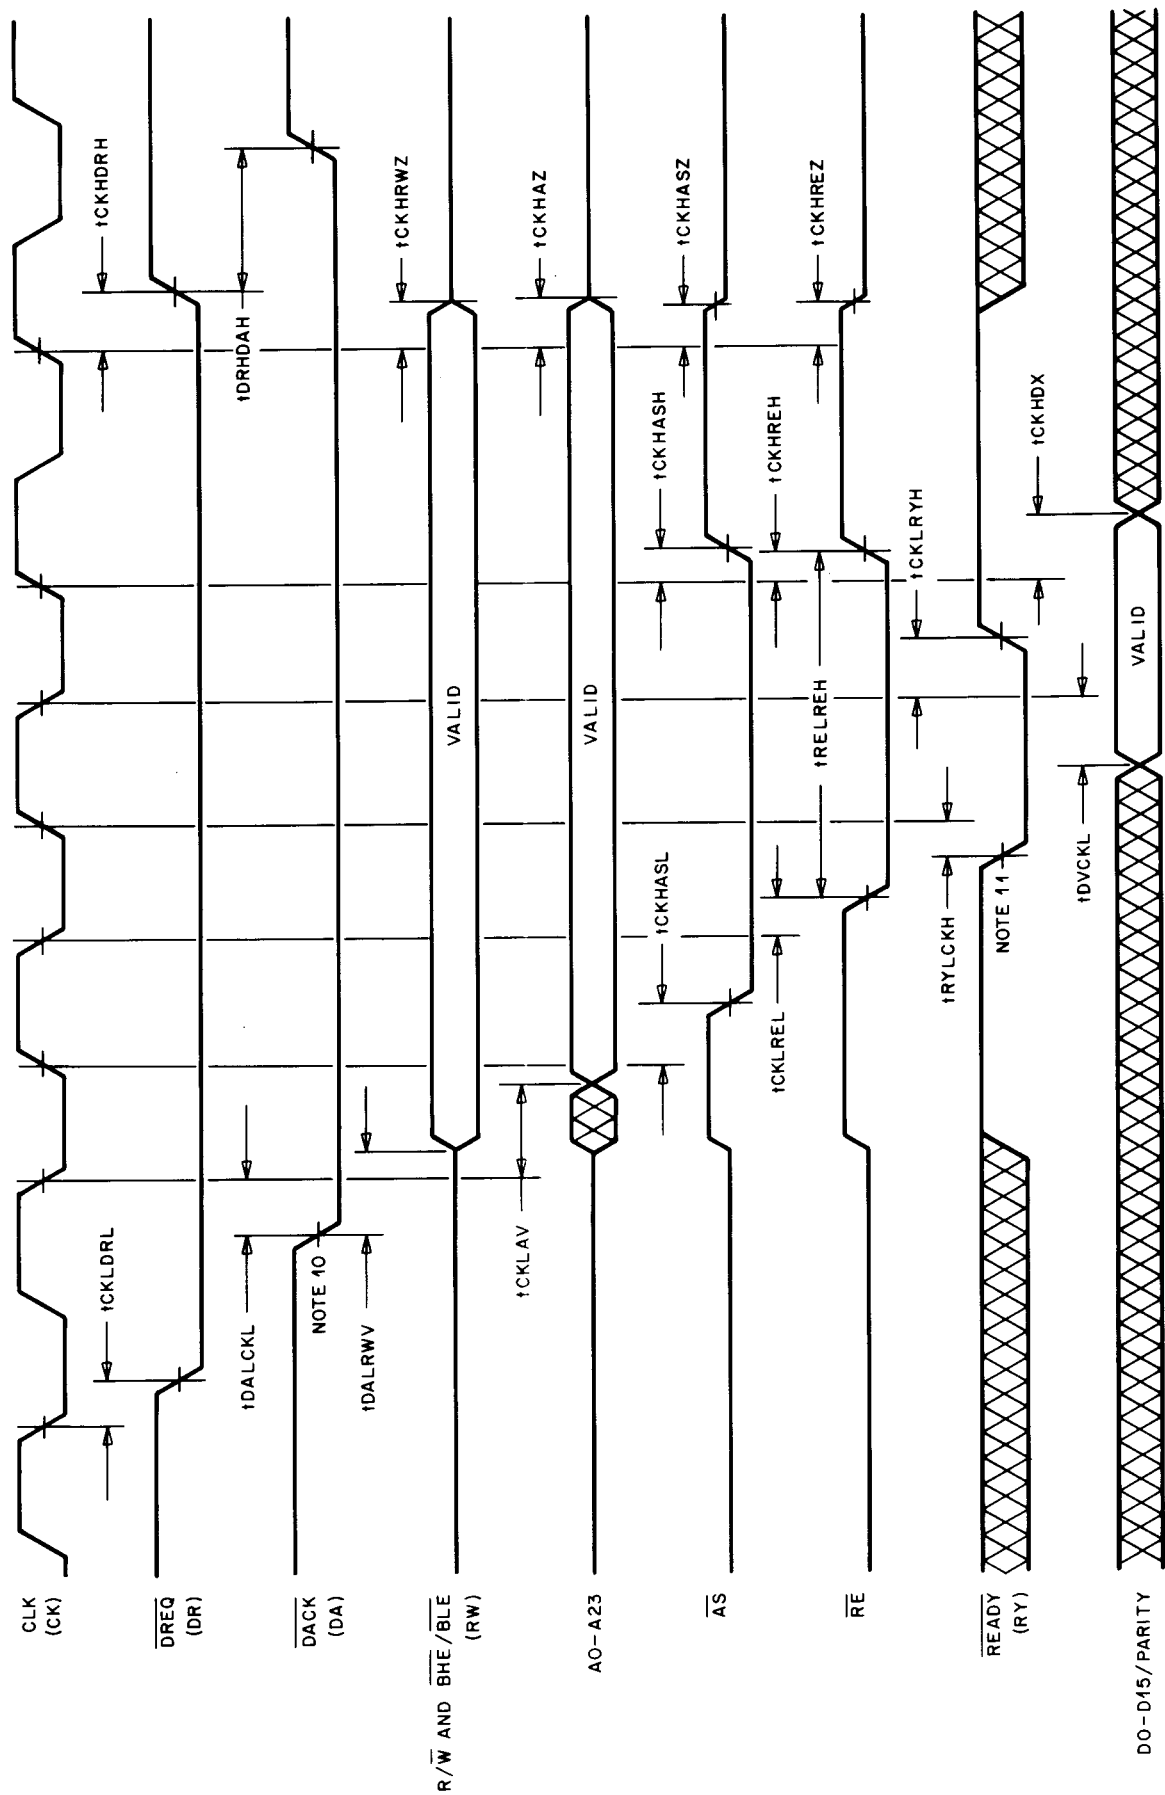 CLK
(CK)
tCKLDRL
tCKHDRH
DREQ
(DR)
tDALCKL
tDRHDAH
DACK
(DA)
NOTE 10
tDALRWV
tCKHRWZ
R/W AND BHE/BLE
(RW)
VALID
tCKLAV
tCKHAZ
A0-A23
VALID
tCKHASL
tCKHASH
tCKHASZ
AS
tCKLREL
tCKHREH
tCKHREZ
tRELREH
RE
tCKLRYH
tRYLCKH
READY
(RY)
NOTE 11
tCKHDX
tDVCKL
D0-D15/PARITY
VALID